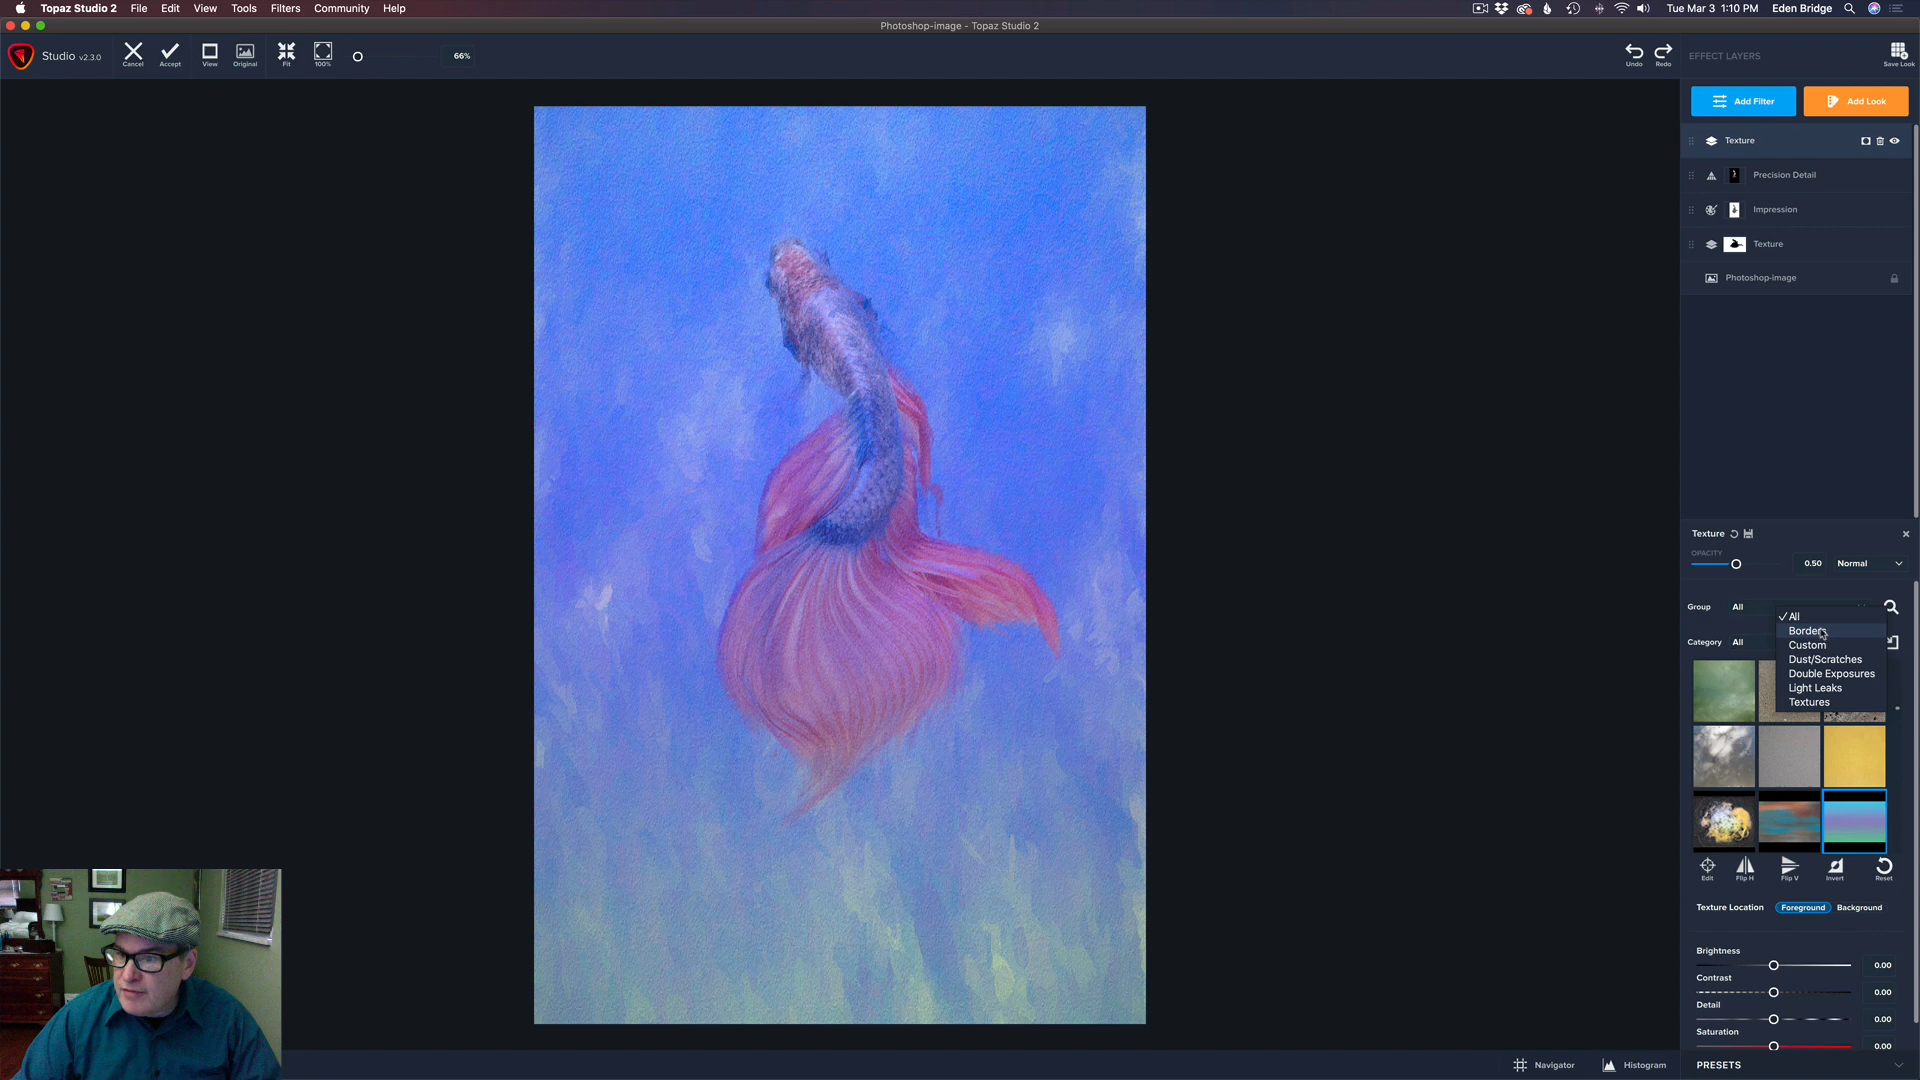 Topaz Studio 2 File Edit View Tools Filters Community Help
Tue Mar 3 1:10 PM Eden Bridge
Photoshop-image - Topaz Studio 2
Studio v2.3.0
Cancel Accept View Original Fit 100%
66%
Undo Redo
EFFECT LAYERS
Save Look
Add Filter Add Look
Texture
Precision Detail
Impression
Texture
Photoshop-image
Texture
OPACITY
0.50 Normal
Group All
Category All
All
Borders
Custom
Dust/Scratches
Double Exposures
Light Leaks
Textures
Edit Flip H Flip V Invert Reset
Texture Location Foreground Background
Brightness
0.00
Contrast
0.00
Detail
0.00
Saturation
0.00
Navigator Histogram
PRESETS